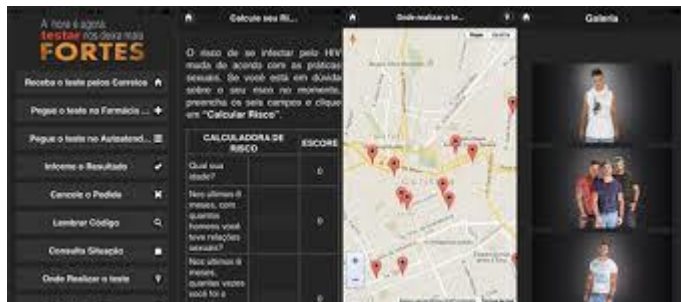 A hora é agora
testar nos deixa mais
FORTES
Receba o teste pelos Correios
Pegue o teste na Farmácia ...
Pegue o teste no Autoatend...
Informe o Resultado
Cancele o Pedido
Lembrar Código
Consulta Situação
Onde Realizar o teste
Calcule seu Ri...
O risco de se infectar pelo HIV
muda de acordo com as práticas
sexuais. Se você está em dúvida
sobre o seu risco no momento,
preencha os seis campos e clique
em "Calcular Risco".
CALCULADORA DE
RISCO
ESCORE
Qual sua
idade?
0
Nos últimos 6
meses, com
quantos
homens você
teve relações
sexuais?
0
Nos últimos 6
meses,
quantas vezes
você foi o
0
Onde realizar o te...
Mapa
Galeria